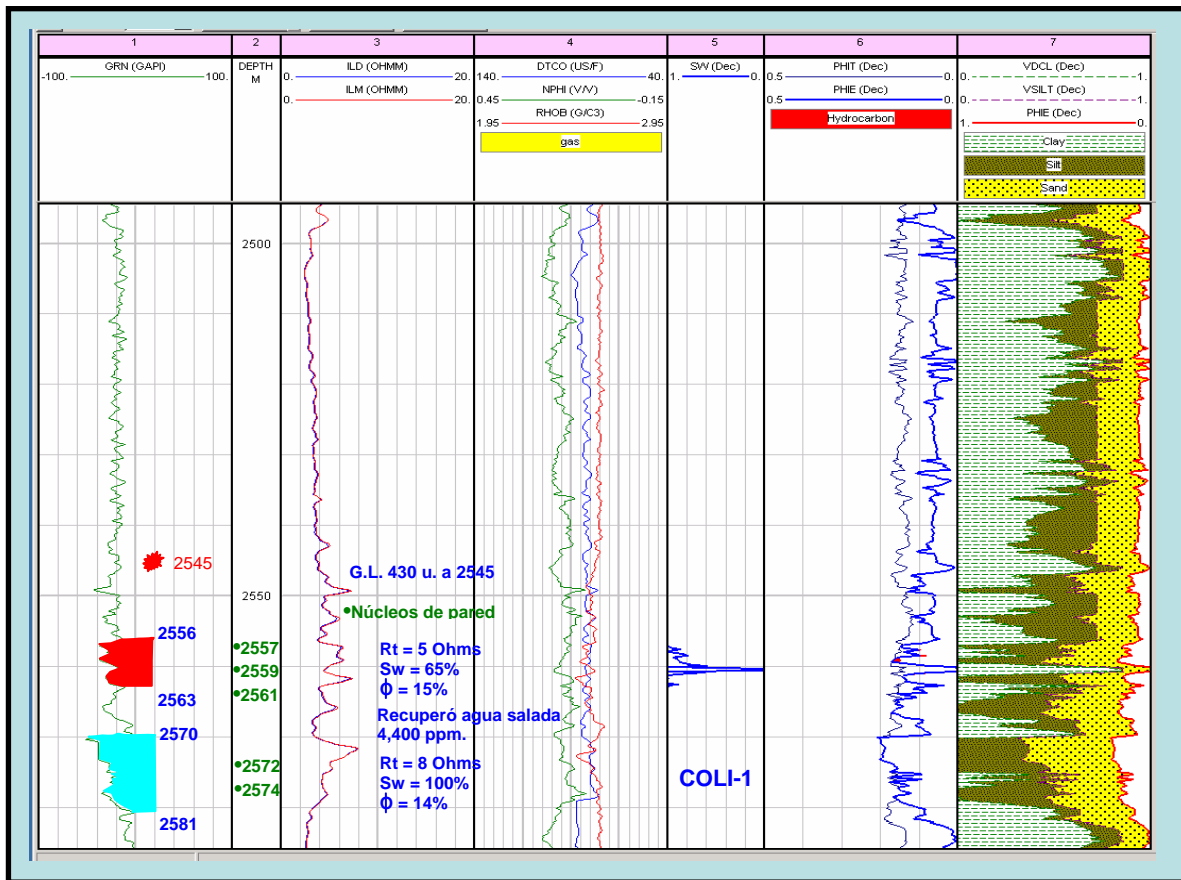 1 2 3 4 5 6 7
GRN (GAPI)
-100. 100.
DEPTH
M
ILD (OHMM)
0. 20.
ILM (OHMM)
0. 20.
DTCO (US/F)
140. 40.
NPHI (V/V)
0.45 -0.15
RHOB (G/C3)
1.95 2.95
gas
SW (Dec)
1. 0.
PHIT (Dec)
0.5 0.
PHIE (Dec)
0.5 0.
Hydrocarbon
VDCL (Dec)
0. 1.
VSILT (Dec)
0. 1.
PHIE (Dec)
1. 0.
Clay
Silt
Sand
2500
2545
G.L. 430 u. a 2545
2550
•Núcleos de pared
2556
•2557
•2559
•2561
2563
Rt = 5 Ohms
Sw = 65%
ϕ = 15%
Recuperó agua salada
4,400 ppm.
2570
•2572
•2574
Rt = 8 Ohms
Sw = 100%
ϕ = 14%
COLI-1
2581